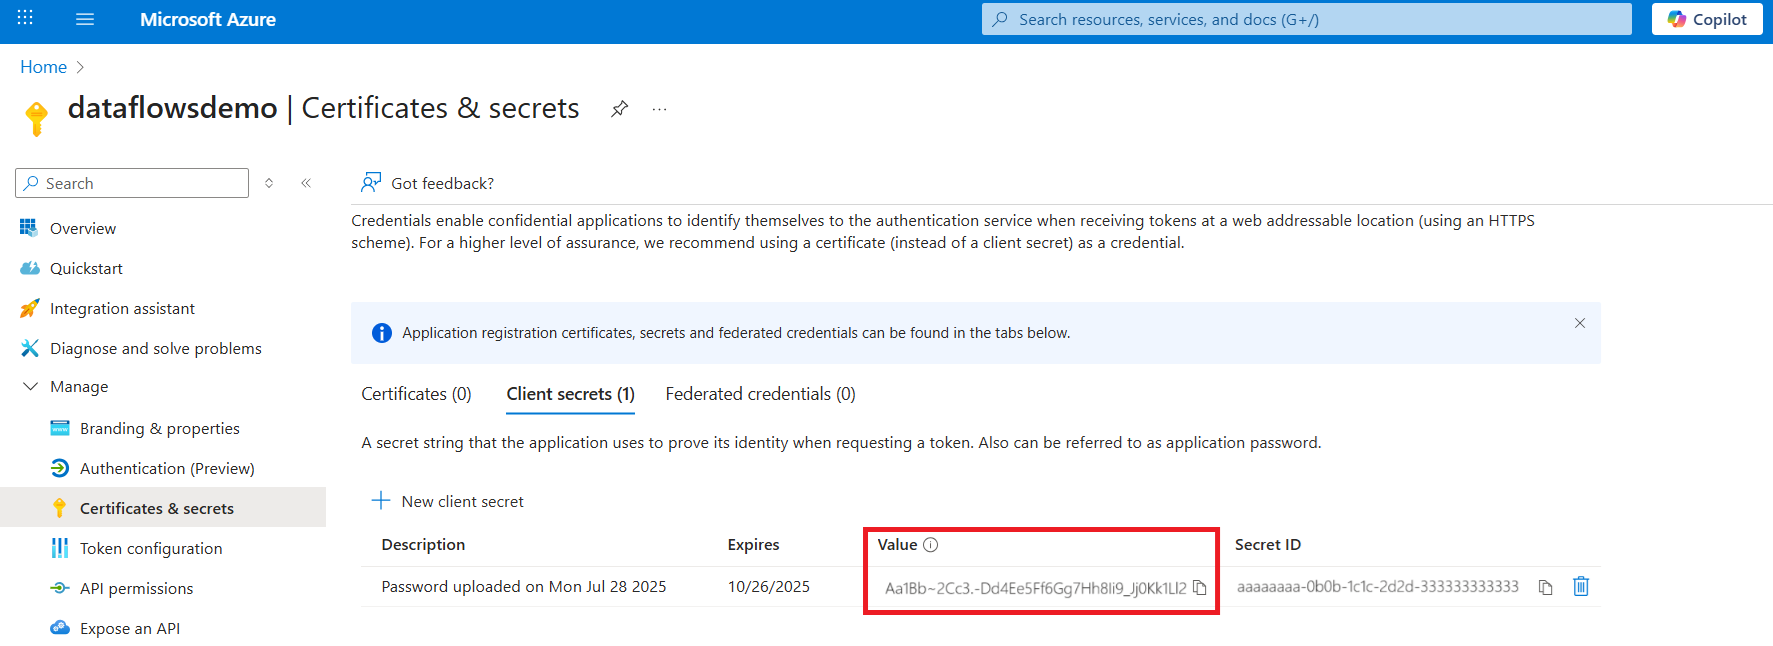 Microsoft Azure
Search resources, services, and docs (G+/)
Copilot
Home
dataflowsdemo | Certificates & secrets
Search
Got feedback?
Credentials enable confidential applications to identify themselves to the authentication service when receiving tokens at a web addressable location (using an HTTPS
scheme). For a higher level of assurance, we recommend using a certificate (instead of a client secret) as a credential.
Overview
Quickstart
Integration assistant
Diagnose and solve problems
Manage
Branding & properties
Authentication (Preview)
Certificates & secrets
Token configuration
API permissions
Expose an API
Application registration certificates, secrets and federated credentials can be found in the tabs below.
Certificates (0) Client secrets (1) Federated credentials (0)
A secret string that the application uses to prove its identity when requesting a token. Also can be referred to as application password.
New client secret
Description Expires Value Secret ID
Password uploaded on Mon Jul 28 2025 10/26/2025 Aa1Bb~2Cc3.-Dd4Ee5Ff6Gg7Hh8Ii9_Jj0Kk1Ll2 aaaaaaaa-0b0b-1c1c-2d2d-333333333333